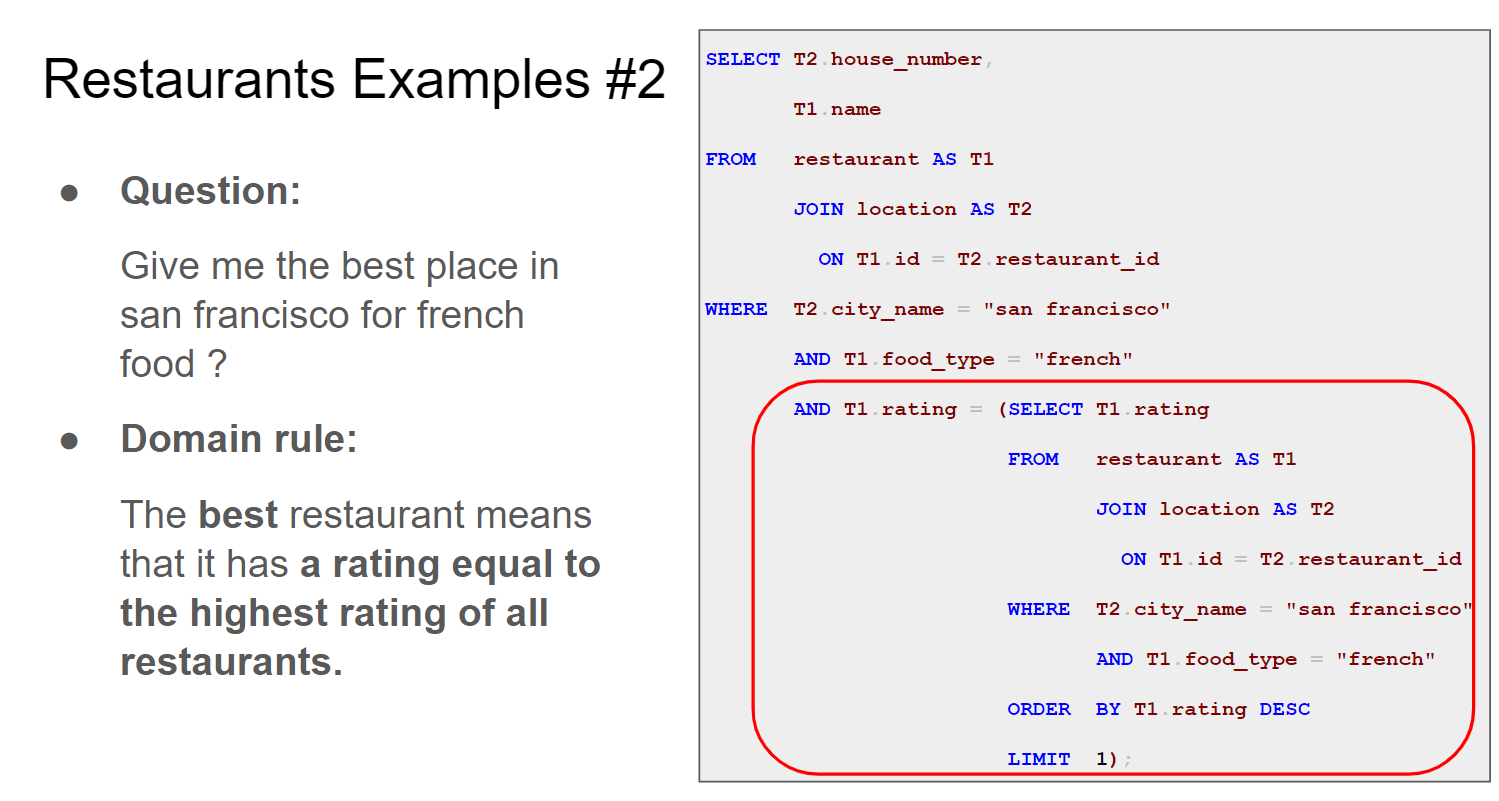 Restaurants Examples #2
● Question:
Give me the best place in
san francisco for french
food ?
● Domain rule:
The best restaurant means
that it has a rating equal to
the highest rating of all
restaurants.
SELECT T2.house_number,
T1.name
FROM restaurant AS T1
JOIN location AS T2
ON T1.id = T2.restaurant_id
WHERE T2.city_name = "san francisco"
AND T1.food_type = "french"
AND T1.rating = (SELECT T1.rating
FROM restaurant AS T1
JOIN location AS T2
ON T1.id = T2.restaurant_id
WHERE T2.city_name = "san francisco"
AND T1.food_type = "french"
ORDER BY T1.rating DESC
LIMIT 1);